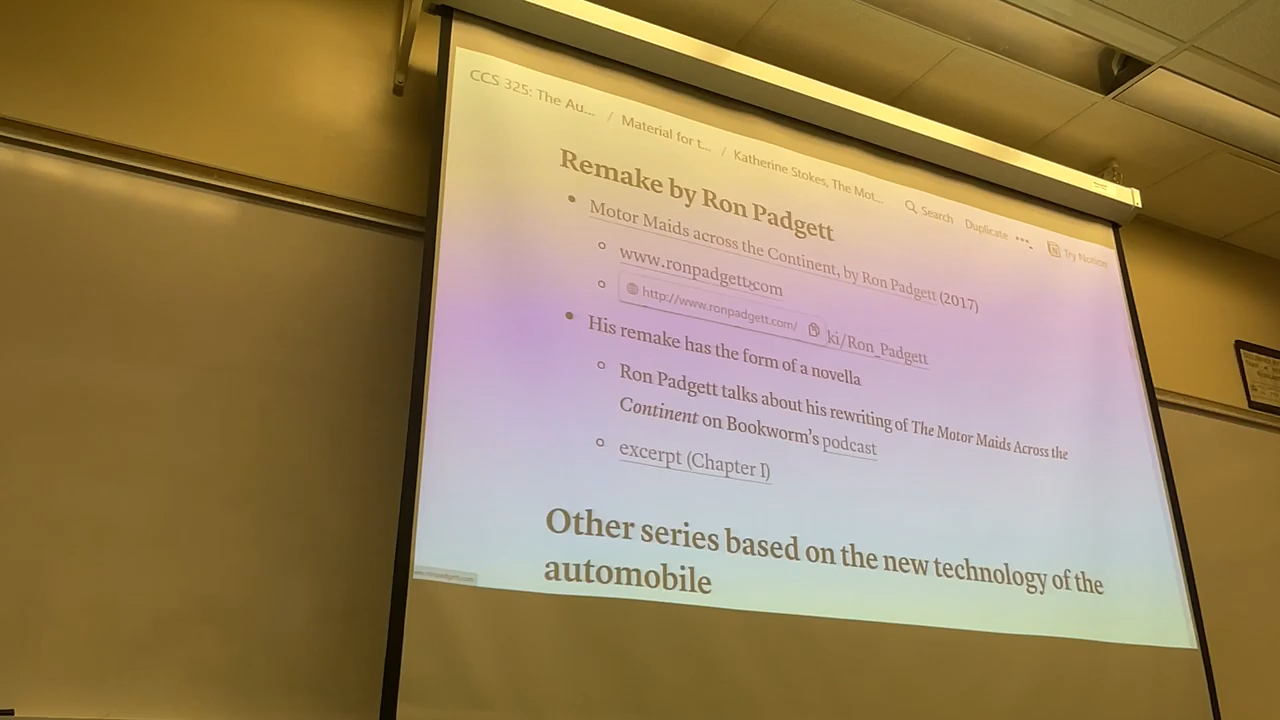 CCS 325: The Au... / Material for t... / Katherine Stokes, The Mot...
Search Duplicate ... Try Notion
Remake by Ron Padgett
Motor Maids across the Continent, by Ron Padgett (2017)
www.ronpadgett.com
http://www.ronpadgett.com/ ki/Ron_Padgett
His remake has the form of a novella
Ron Padgett talks about his rewriting of The Motor Maids Across the
Continent on Bookworm's podcast
excerpt (Chapter I)
Other series based on the new technology of the
automobile